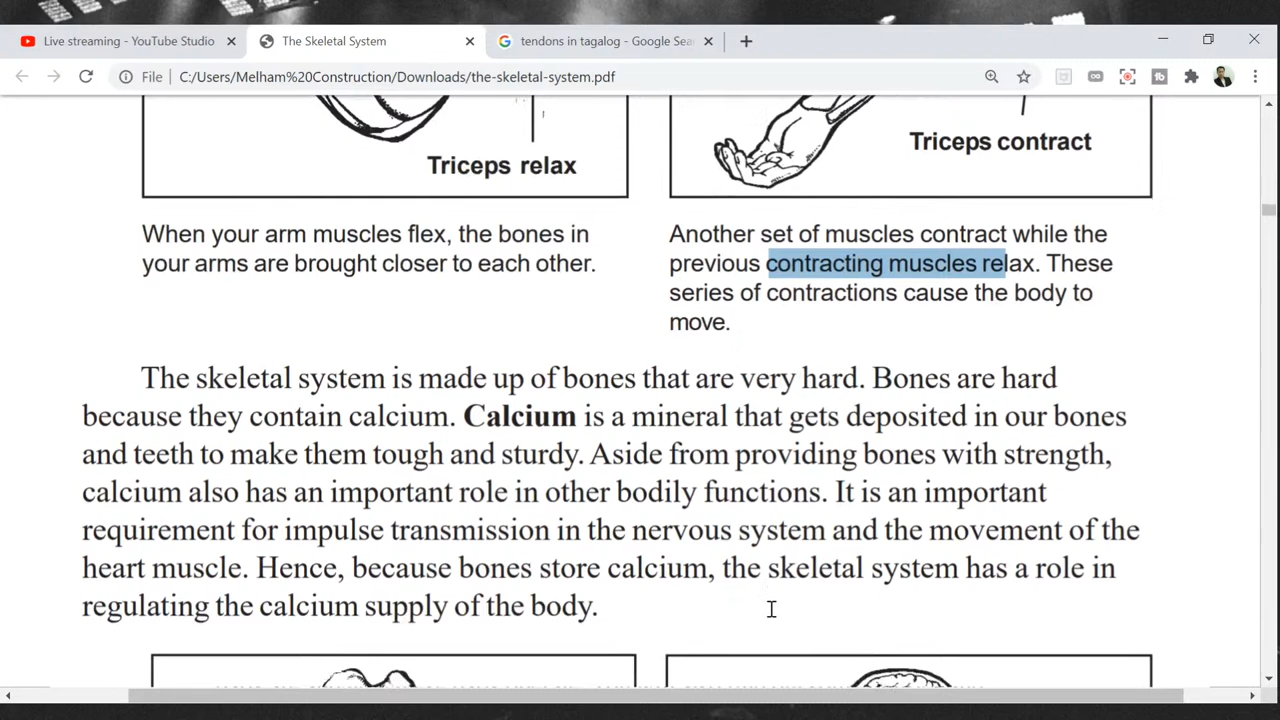 Live streaming - YouTube Studio
The Skeletal System
tendons in tagalog - Google Sea
File
C:/Users/Melham%20Construction/Downloads/the-skeletal-system.pdf
Triceps relax
Triceps contract
When your arm muscles flex, the bones in
your arms are brought closer to each other.
Another set of muscles contract while the
previous contracting muscles relax. These
series of contractions cause the body to
move.
The skeletal system is made up of bones that are very hard. Bones are hard
because they contain calcium. Calcium is a mineral that gets deposited in our bones
and teeth to make them tough and sturdy. Aside from providing bones with strength,
calcium also has an important role in other bodily functions. It is an important
requirement for impulse transmission in the nervous system and the movement of the
heart muscle. Hence, because bones store calcium, the skeletal system has a role in
regulating the calcium supply of the body.